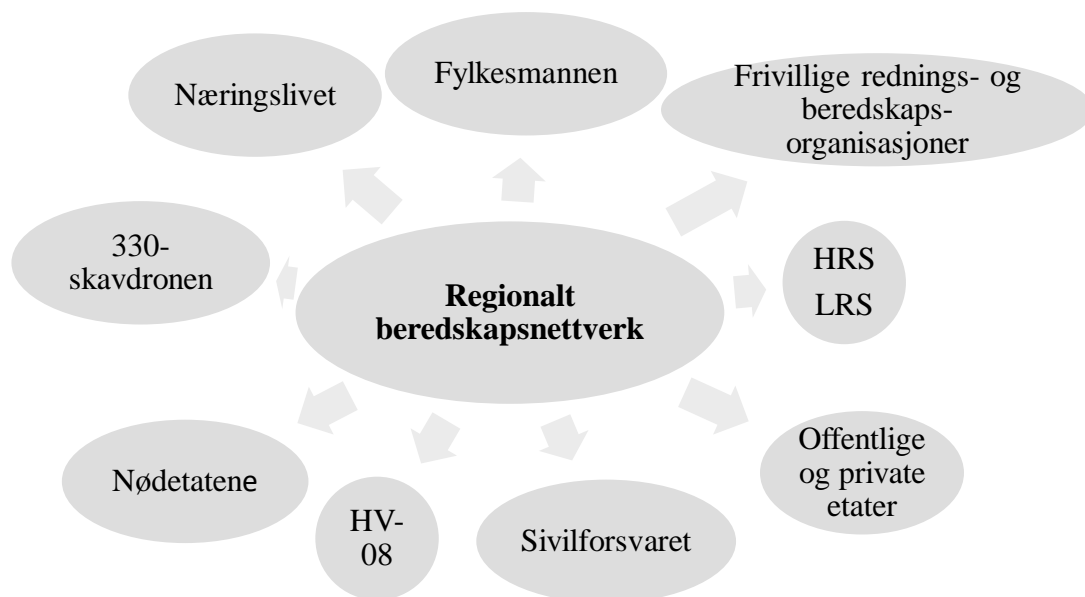 Næringslivet
Fylkesmannen
Frivillige rednings- og
beredskaps-
organisasjoner
330-
skavdronen
Regionalt
beredskapsnettverk
HRS
LRS
Nødetatene
HV-
08
Sivilforsvaret
Offentlige
og private
etater